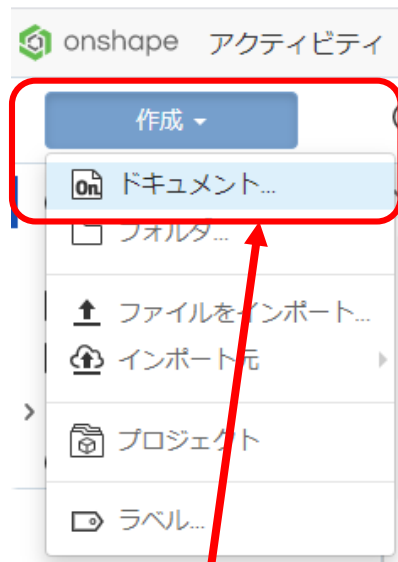 onshape アクティビティ
作成
On ドキュメント...
フォルダ...
ファイルをインポート...
インポート元
プロジェクト
ラベル...